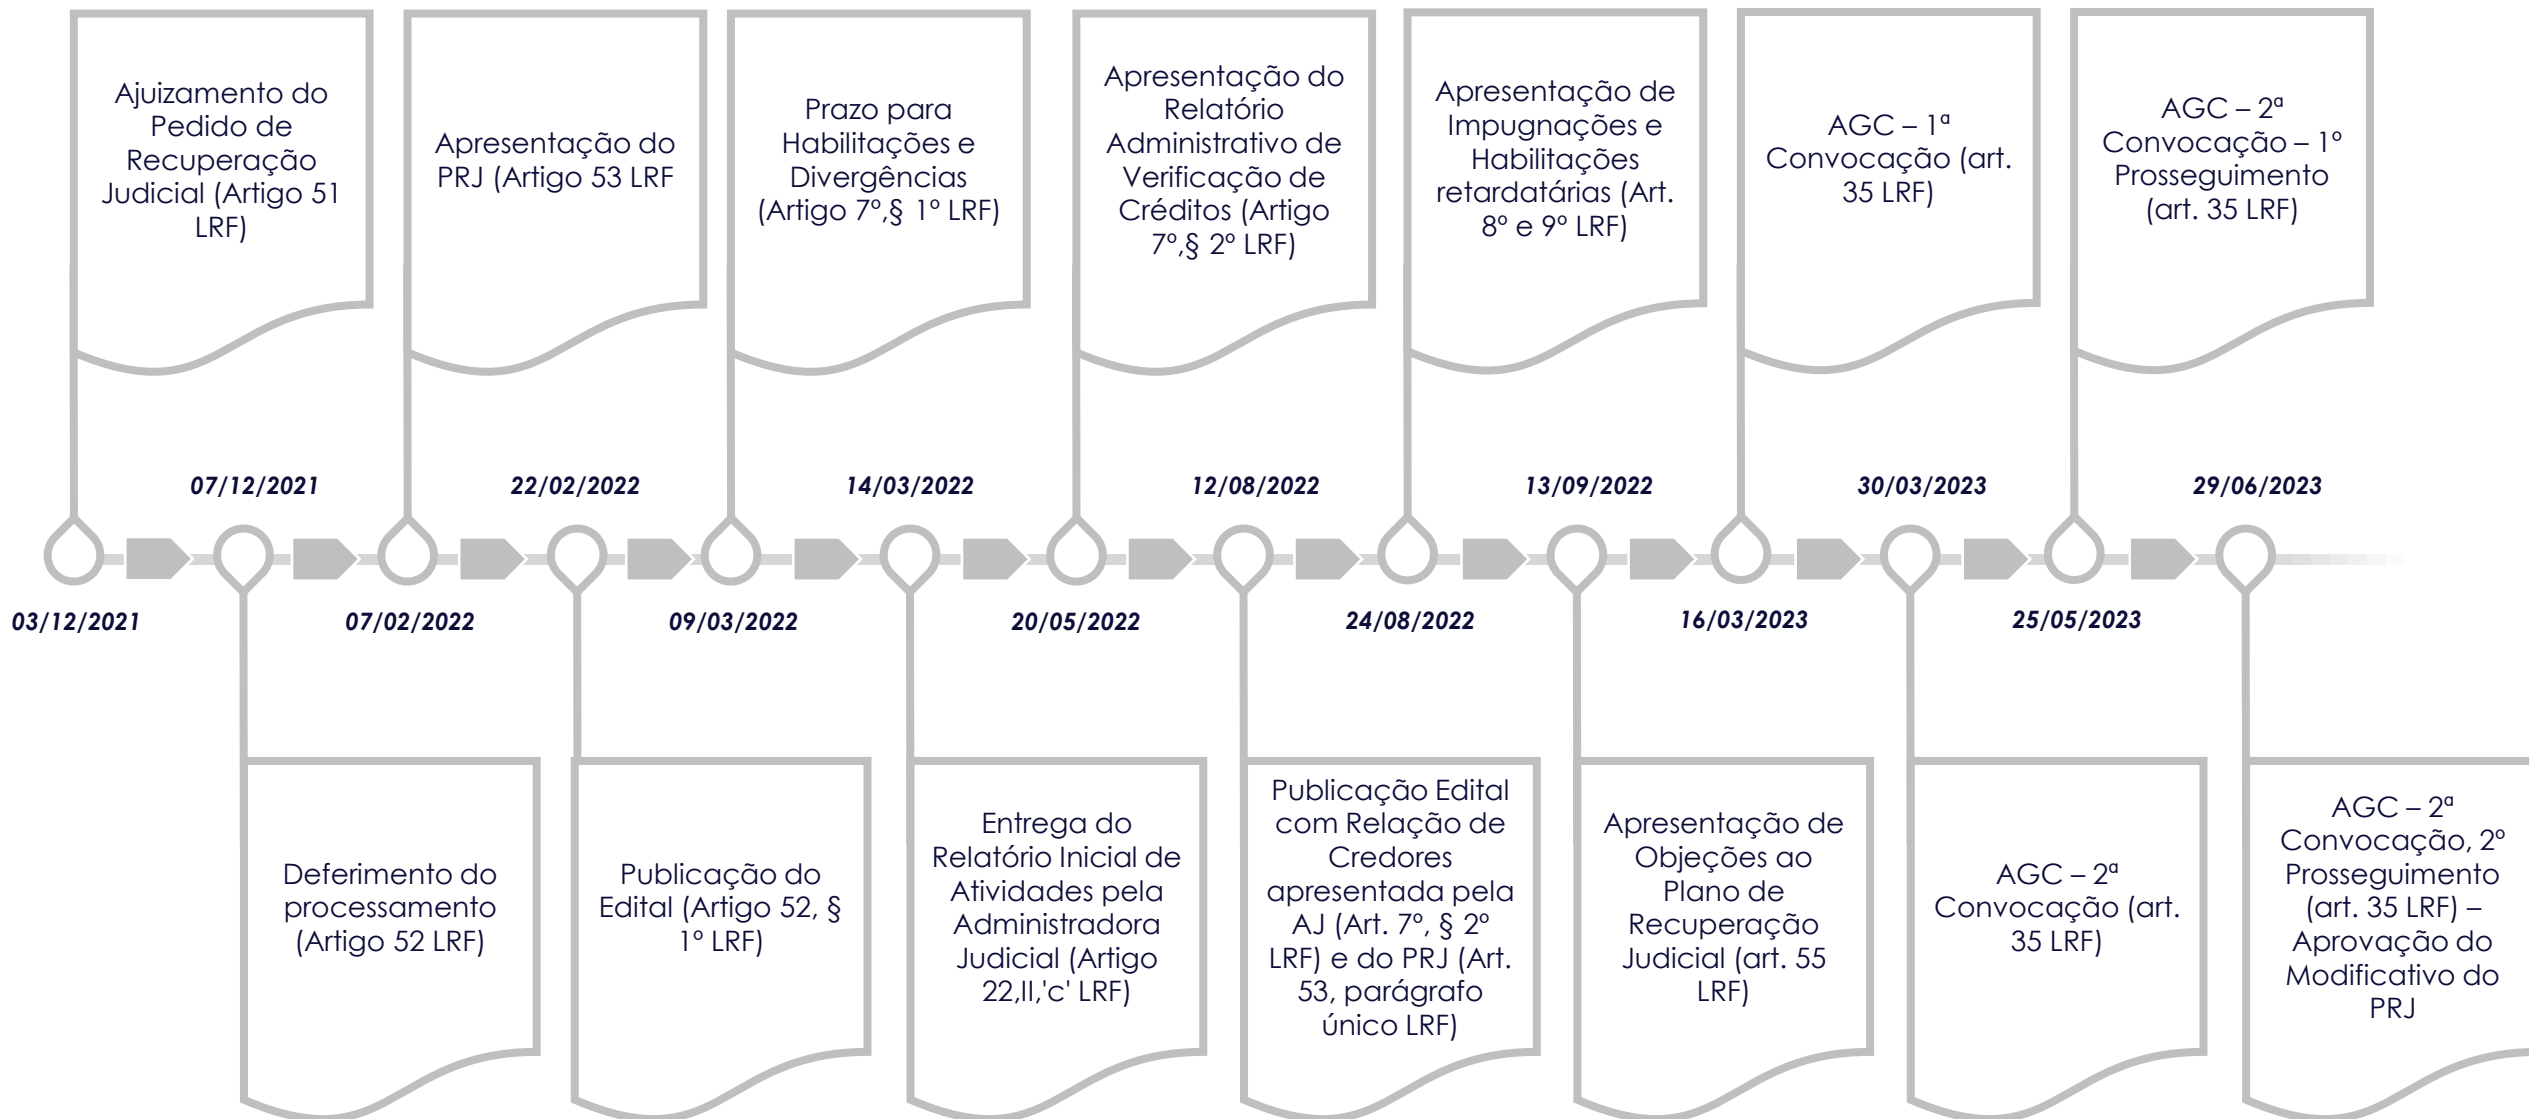 Ajuizamento do
Pedido de
Recuperação
Judicial (Artigo 51
LRF)
Apresentação do
PRJ (Artigo 53 LRF
Prazo para
Habilitações e
Divergências
(Artigo 7º,§ 1º LRF)
Apresentação do
Relatório
Administrativo de
Verificação de
Créditos (Artigo
7º,§ 2º LRF)
Apresentação de
Impugnações e
Habilitações
retardatárias (Art.
8º e 9º LRF)
AGC – 1ª
Convocação (art.
35 LRF)
AGC – 2ª
Convocação – 1º
Prosseguimento
(art. 35 LRF)
07/12/2021
22/02/2022
14/03/2022
12/08/2022
13/09/2022
30/03/2023
29/06/2023
03/12/2021
07/02/2022
09/03/2022
20/05/2022
24/08/2022
16/03/2023
25/05/2023
Deferimento do
processamento
(Artigo 52 LRF)
Publicação do
Edital (Artigo 52, §
1º LRF)
Entrega do
Relatório Inicial de
Atividades pela
Administradora
Judicial (Artigo
22,II,'c' LRF)
Publicação Edital
com Relação de
Credores
apresentada pela
AJ (Art. 7º, § 2º
LRF) e do PRJ (Art.
53, parágrafo
único LRF)
Apresentação de
Objeções ao
Plano de
Recuperação
Judicial (art. 55
LRF)
AGC – 2ª
Convocação (art.
35 LRF)
AGC – 2ª
Convocação, 2º
Prosseguimento
(art. 35 LRF) –
Aprovação do
Modificativo do
PRJ